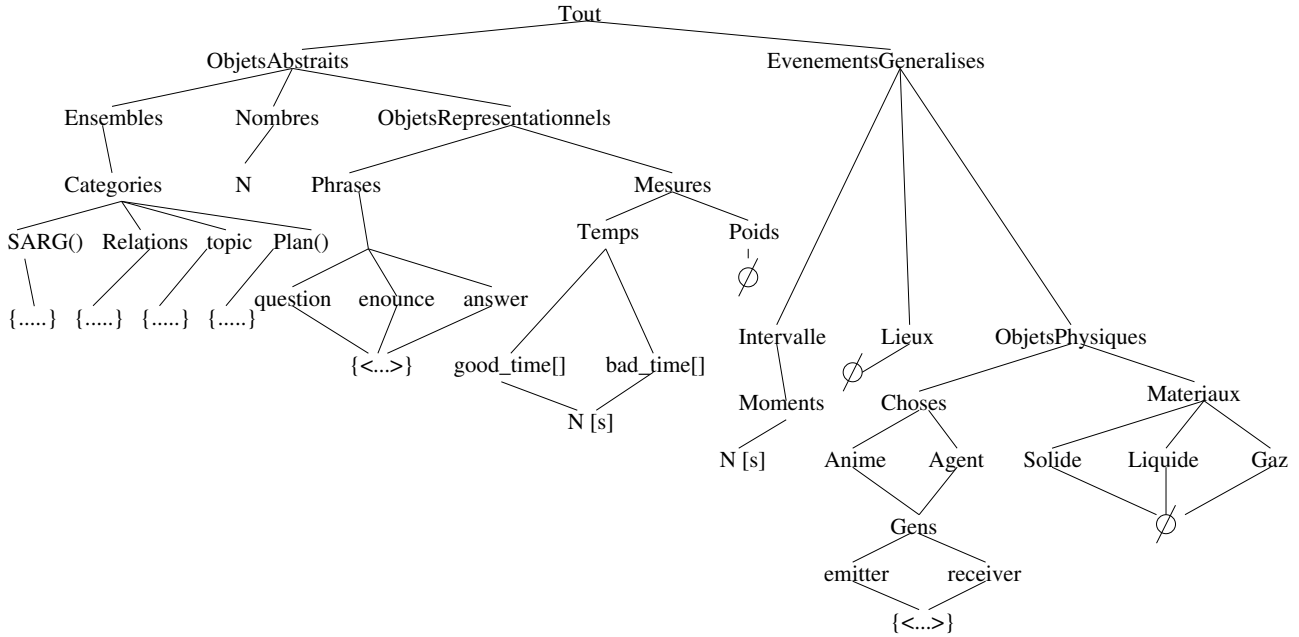 Tout
ObjetsAbstraits EvenementsGeneralises
Ensembles Nombres ObjetsRepresentationnels
Categories N Phrases Mesures
SARG() Relations topic Plan() Temps Poids
question enounce answer
{.....} {.....} {.....} {.....}
Intervalle Lieux ObjetsPhysiques
{<...>} good_time[] bad_time[]
Moments Choses Materiaux
N [s]
N [s] Anime Agent Solide Liquide Gaz
Gens
emitter receiver
{<...>}